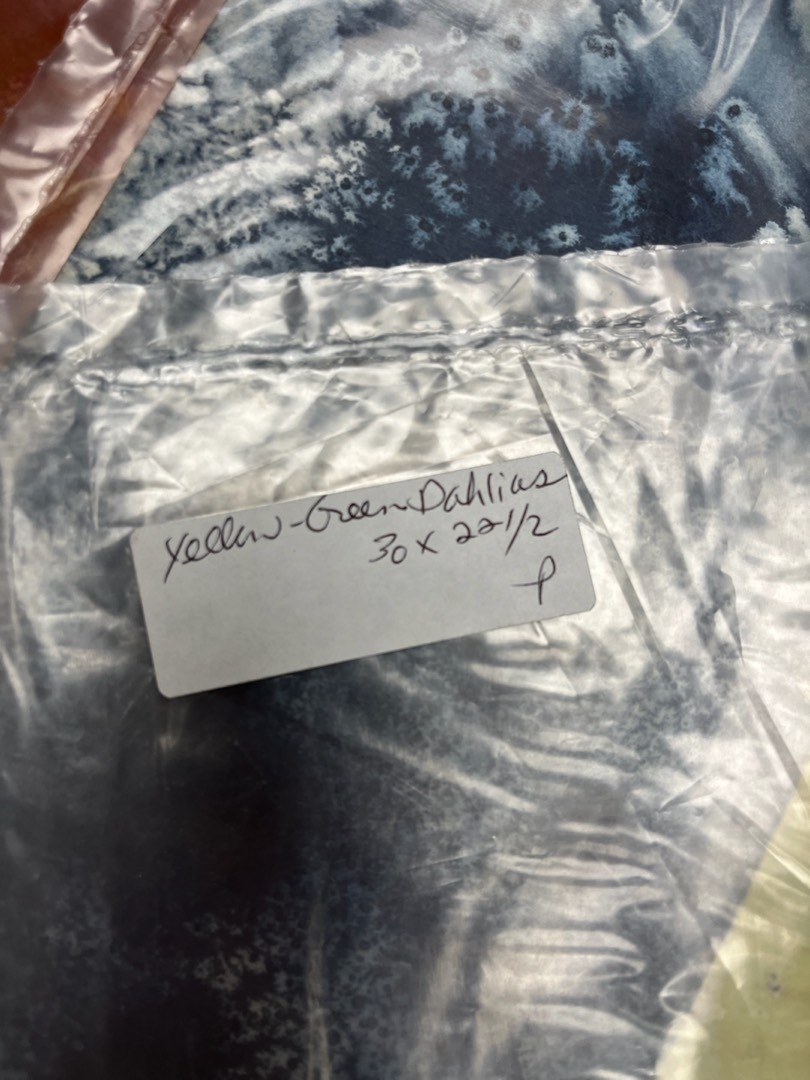 Yellow-Green Dahlias
30 x 22 1/2
P